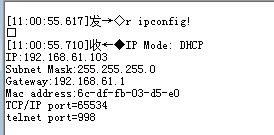 [11:00:55.617]发→◇r ipconfig!
□
[11:00:55.710]收←◆IP Mode: DHCP
IP:192.168.61.103
Subnet Mask:255.255.255.0
Gateway:192.168.61.1
Mac address:6c-df-fb-03-d5-e0
TCP/IP port=65534
telnet port=998